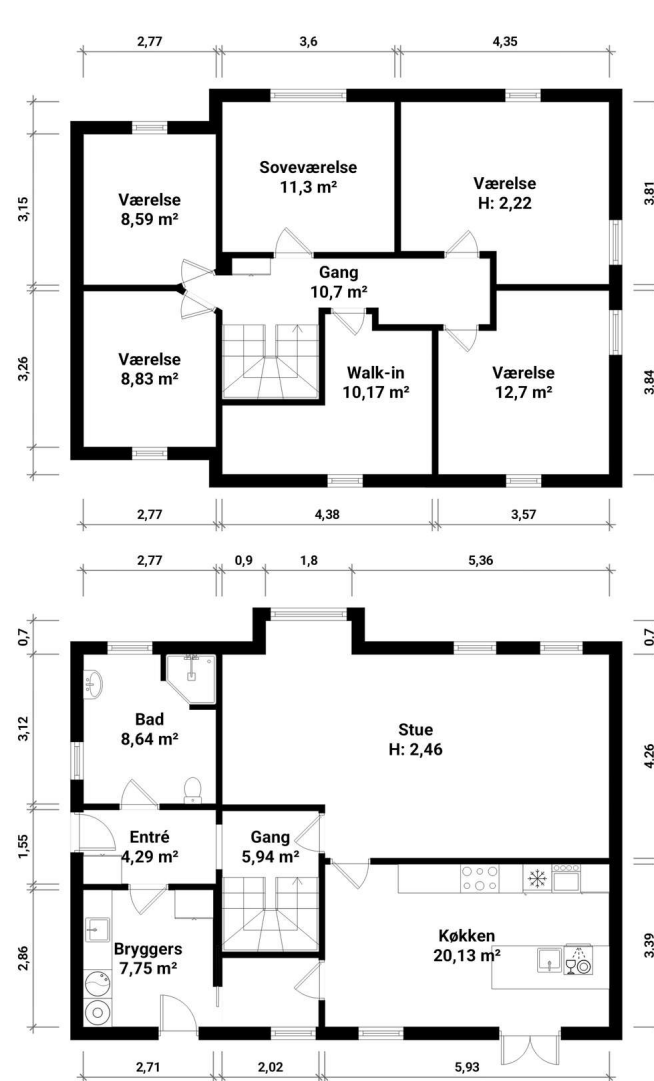 2,77 3,6 4,35
3,15
3,81
Værelse
8,59 m²
Soveværelse
11,3 m²
Værelse
H: 2,22
Gang
10,7 m²
3,26
3,84
Værelse
8,83 m²
Walk-in
10,17 m²
Værelse
12,7 m²
2,77 4,38 3,57
2,77 0,9 1,8 5,36
0,7
0,7
3,12
4,26
Bad
8,64 m²
Stue
H: 2,46
1,55
Entré
4,29 m²
Gang
5,94 m²
2,86
3,39
Bryggers
7,75 m²
Køkken
20,13 m²
2,71 2,02 5,93